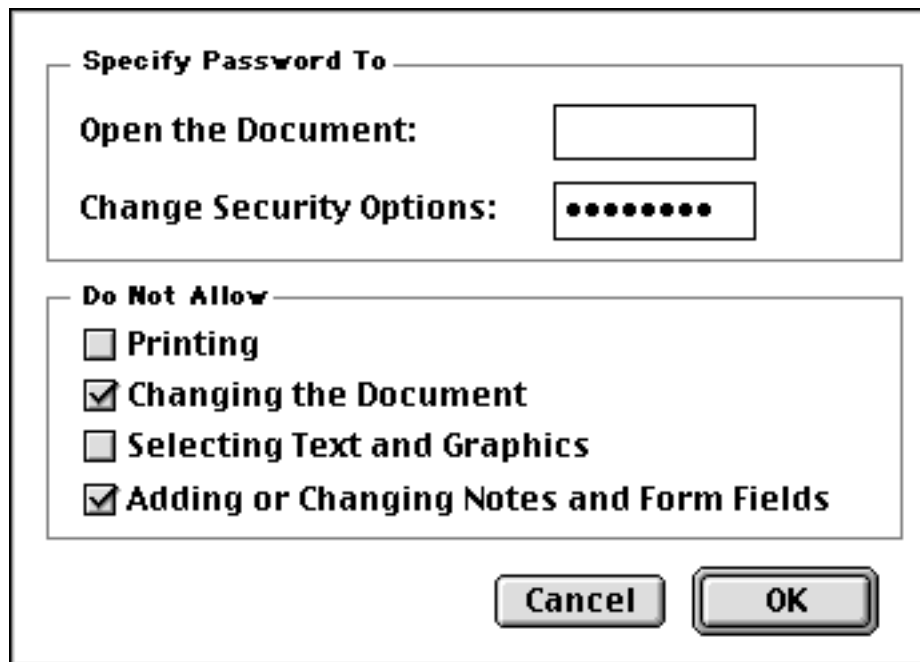 Specify Password To
Open the Document:
Change Security Options: ••••••••
Do Not Allow
Printing
Changing the Document
Selecting Text and Graphics
Adding or Changing Notes and Form Fields
Cancel OK